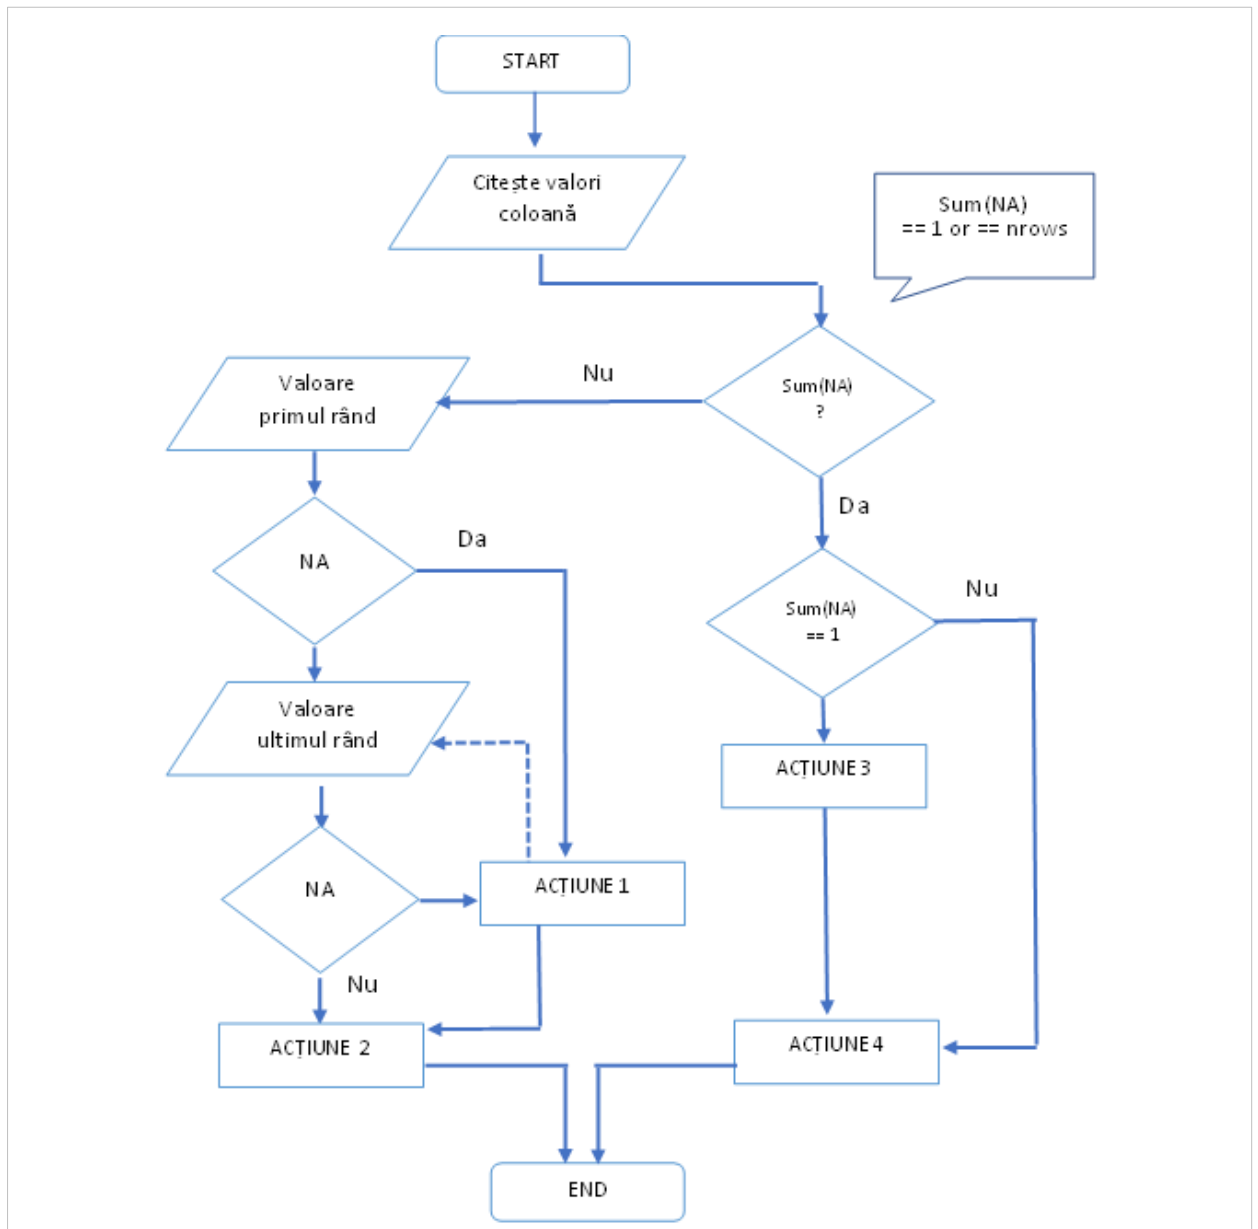 START
Citește valori
coloană
Sum(NA)
== 1 or == nrows
Sum(NA)
?
Nu
Valoare
primul rând
Da
NA
Da
Sum(NA)
== 1
Nu
Valoare
ultimul rând
ACȚIUNE 3
NA
ACȚIUNE 1
Nu
ACȚIUNE 2
ACȚIUNE 4
END